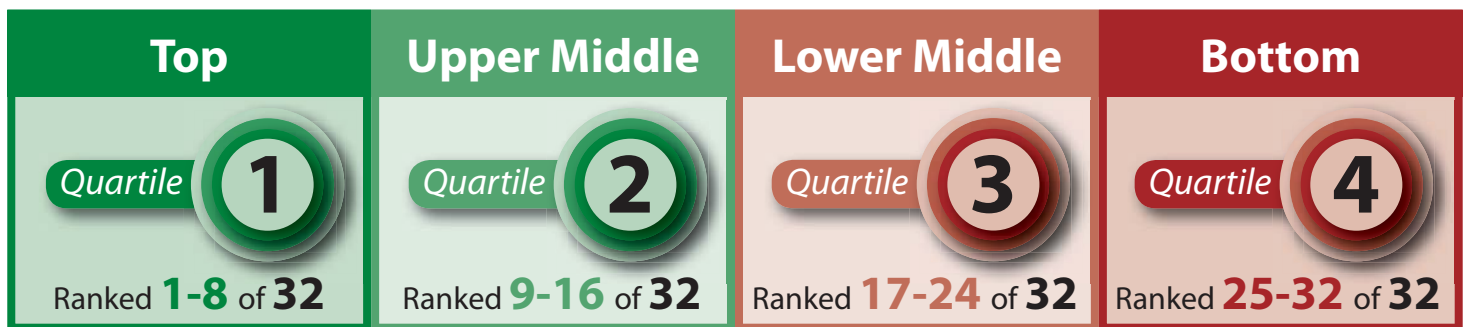 Top
Quartile 1
Ranked 1-8 of 32
Upper Middle
Quartile 2
Ranked 9-16 of 32
Lower Middle
Quartile 3
Ranked 17-24 of 32
Bottom
Quartile 4
Ranked 25-32 of 32